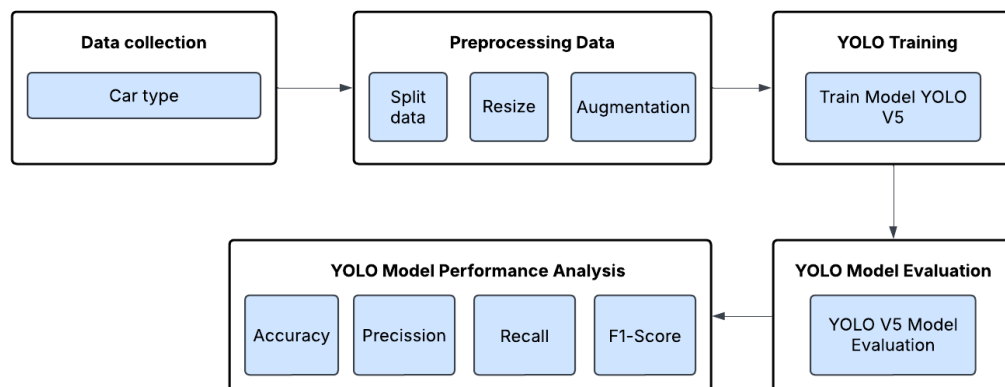 Data collection
Car type
Preprocessing Data
Split
data
Resize
Augmentation
YOLO Training
Train Model YOLO
V5
YOLO Model Evaluation
YOLO V5 Model
Evaluation
YOLO Model Performance Analysis
Accuracy
Precission
Recall
F1-Score